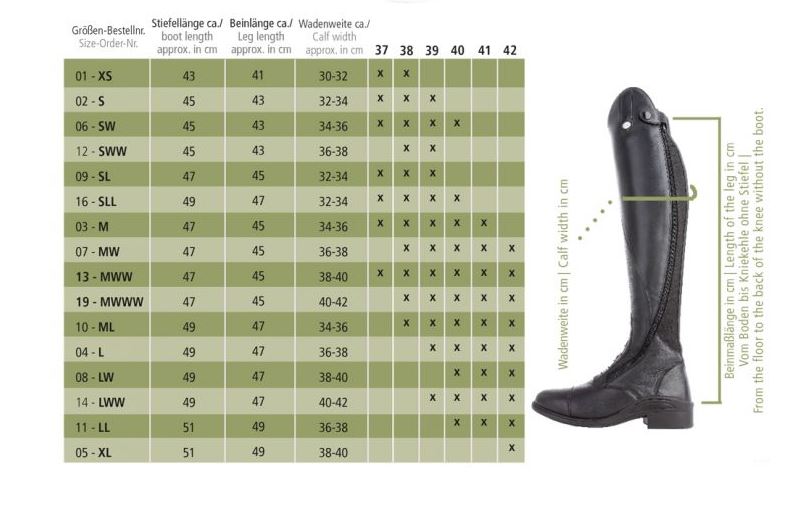 Größen-Bestellnr. Stiefellänge ca./ Beinlänge ca./ Wadenweite ca./
Size-Order-Nr. boot length Leg length Calf width
approx. in cm approx. in cm approx. in cm 37 38 39 40 41 42
01 - XS 43 41 30-32 x x
02 - S 45 43 32-34 x x x
06 - SW 45 43 34-36 x x x x
12 - SWW 45 43 36-38 x x
09 - SL 47 45 32-34 x x x
16 - SLL 49 47 32-34 x x x x
03 - M 47 45 34-36 x x x x x
07 - MW 47 45 36-38 x x x x x
13 - MWW 47 45 38-40 x x x x x x
19 - MWWW 47 45 40-42 x x x x x
10 - ML 49 47 34-36 x x x x x
04 - L 49 47 36-38 x x x x
08 - LW 49 47 38-40 x x x
14 - LWW 49 47 40-42 x x x x
11 - LL 51 49 36-38 x x x
05 - XL 51 49 38-40 x
Wadenweite in cm | Calf width in cm
Beinmaßlänge in cm | Length of the leg in cm
Vom Boden bis Kniekehle ohne Stiefel |
From the floor to the back of the knee without the boot.